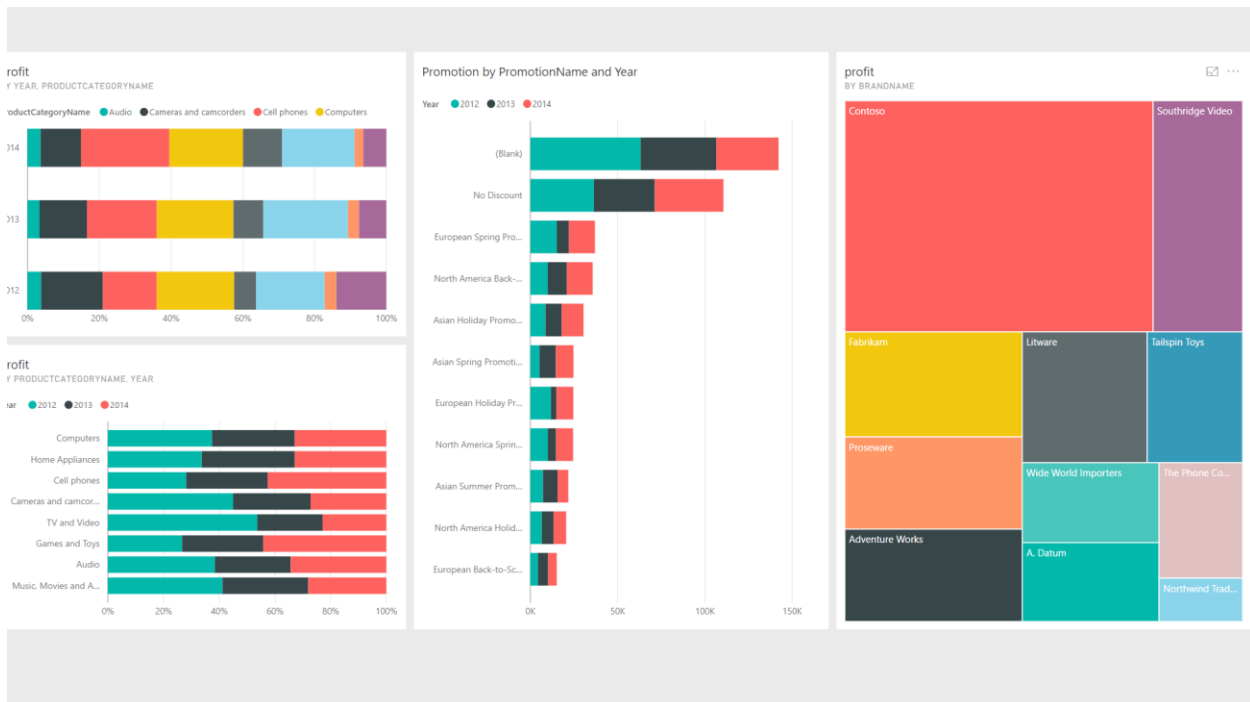 rofit
Y YEAR, PRODUCTCATEGORYNAME
roductCategoryName Audio Cameras and camcorders Cell phones Computers
014
013
012
0% 20% 40% 60% 80% 100%
rofit
Y PRODUCTCATEGORYNAME, YEAR
ear 2012 2013 2014
Computers
Home Appliances
Cell phones
Cameras and camcor...
TV and Video
Games and Toys
Audio
Music, Movies and A...
0% 20% 40% 60% 80% 100%
Promotion by PromotionName and Year
Year 2012 2013 2014
(Blank)
No Discount
European Spring Pro...
North America Back-...
Asian Holiday Promo...
Asian Spring Promoti...
European Holiday Pr...
North America Sprin...
Asian Summer Prom...
North America Holid...
European Back-to-Sc...
0K 50K 100K 150K
profit
BY BRANDNAME
Contoso
Southridge Video
Fabrikam
Litware
Tailspin Toys
Proseware
Wide World Importers
The Phone Co...
Adventure Works
A. Datum
Northwind Trad...